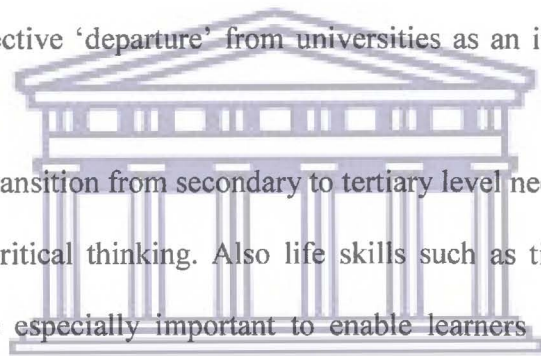 ective ‘departure’ from universities as an i
ansition from secondary to tertiary level ne
ritical thinking. Also life skills such as t
especially important to enable learners